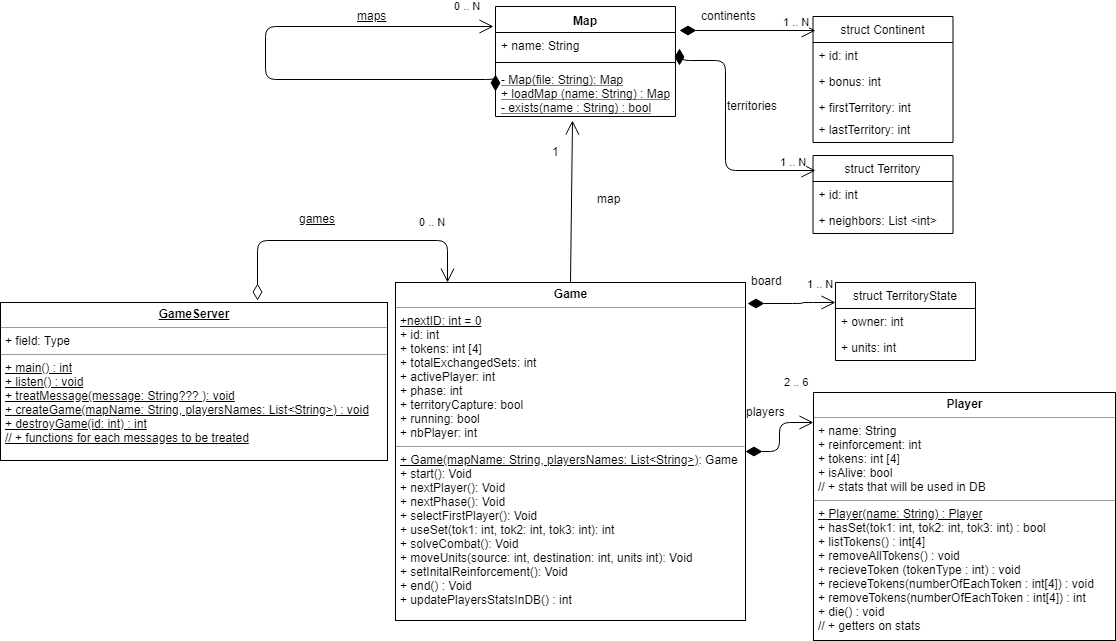 maps
0 .. N
Map
+ name: String
- Map(file: String): Map
+ loadMap (name: String) : Map
- exists(name : String) : bool
continents
1 .. N
struct Continent
+ id: int
+ bonus: int
+ firstTerritory: int
+ lastTerritory: int
territories
1 .. N
struct Territory
+ id: int
+ neighbors: List <int>
1
map
games
0 .. N
GameServer
+ field: Type
+ main() : int
+ listen() : void
+ treatMessage(message: String??? ): void
+ createGame(mapName: String, playersNames: List<String>) : void
+ destroyGame(id: int) : int
// + functions for each messages to be treated
Game
+nextID: int = 0
+ id: int
+ tokens: int [4]
+ totalExchangedSets: int
+ activePlayer: int
+ phase: int
+ territoryCapture: bool
+ running: bool
+ nbPlayer: int
+ Game(mapName: String, playersNames: List<String>): Game
+ start(): Void
+ nextPlayer(): Void
+ nextPhase(): Void
+ selectFirstPlayer(): Void
+ useSet(tok1: int, tok2: int, tok3: int): int
+ solveCombat(): Void
+ moveUnits(source: int, destination: int, units int): Void
+ setInitalReinforcement(): Void
+ end() : Void
+ updatePlayersStatsInDB() : int
board
1 .. N
struct TerritoryState
+ owner: int
+ units: int
2 .. 6
players
Player
+ name: String
+ reinforcement: int
+ tokens: int [4]
+ isAlive: bool
// + stats that will be used in DB
+ Player(name: String) : Player
+ hasSet(tok1: int, tok2: int, tok3: int) : bool
+ listTokens() : int[4]
+ removeAllTokens() : void
+ recieveToken (tokenType : int) : void
+ recieveTokens(numberOfEachToken : int[4]) : void
+ removeTokens(numberOfEachToken : int[4]) : int
+ die() : void
// + getters on stats